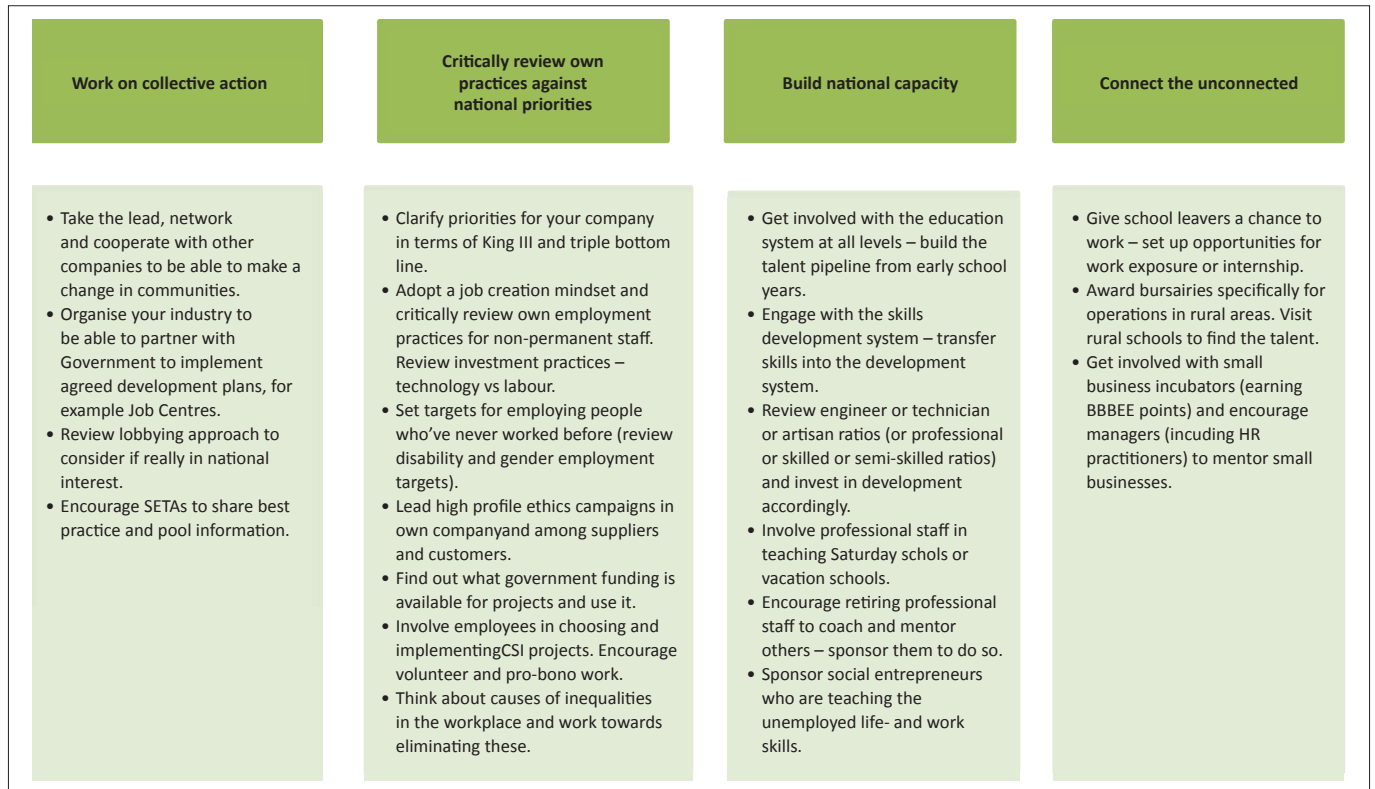 Work on collective action
Critically review own
practices against
national priorities
Build national capacity
Connect the unconnected
• Take the lead, network
and cooperate with other
companies to be able to make a
change in communities.
• Organise your industry to
be able to partner with
Government to implement
agreed development plans, for
example Job Centres.
• Review lobbying approach to
consider if really in national
interest.
• Encourage SETAs to share best
practice and pool information.
• Clarify priorities for your company
in terms of King III and triple bottom
line.
• Adopt a job creation mindset and
critically review own employment
practices for non-permanent staff.
Review investment practices –
technology vs labour.
• Set targets for employing people
who’ve never worked before (review
disability and gender employment
targets).
• Lead high profile ethics campaigns in
own companyand among suppliers
and customers.
• Find out what government funding is
available for projects and use it.
• Involve employees in choosing and
implementingCSI projects. Encourage
volunteer and pro-bono work.
• Think about causes of inequalities
in the workplace and work towards
eliminating these.
• Get involved with the education
system at all levels – build the
talent pipeline from early school
years.
• Engage with the skills
development system – transfer
skills into the development
system.
• Review engineer or technician
or artisan ratios (or professional
or skilled or semi-skilled ratios)
and invest in development
accordingly.
• Involve professional staff in
teaching Saturday schols or
vacation schools.
• Encourage retiring professional
staff to coach and mentor
others – sponsor them to do so.
• Sponsor social entrepreneurs
who are teaching the
unemployed life- and work
skills.
• Give school leavers a chance to
work – set up opportunities for
work exposure or internship.
• Award bursairies specifically for
operations in rural areas. Visit
rural schools to find the talent.
• Get involved with small
business incubators (earning
BBBEE points) and encourage
managers (incuding HR
practitioners) to mentor small
businesses.